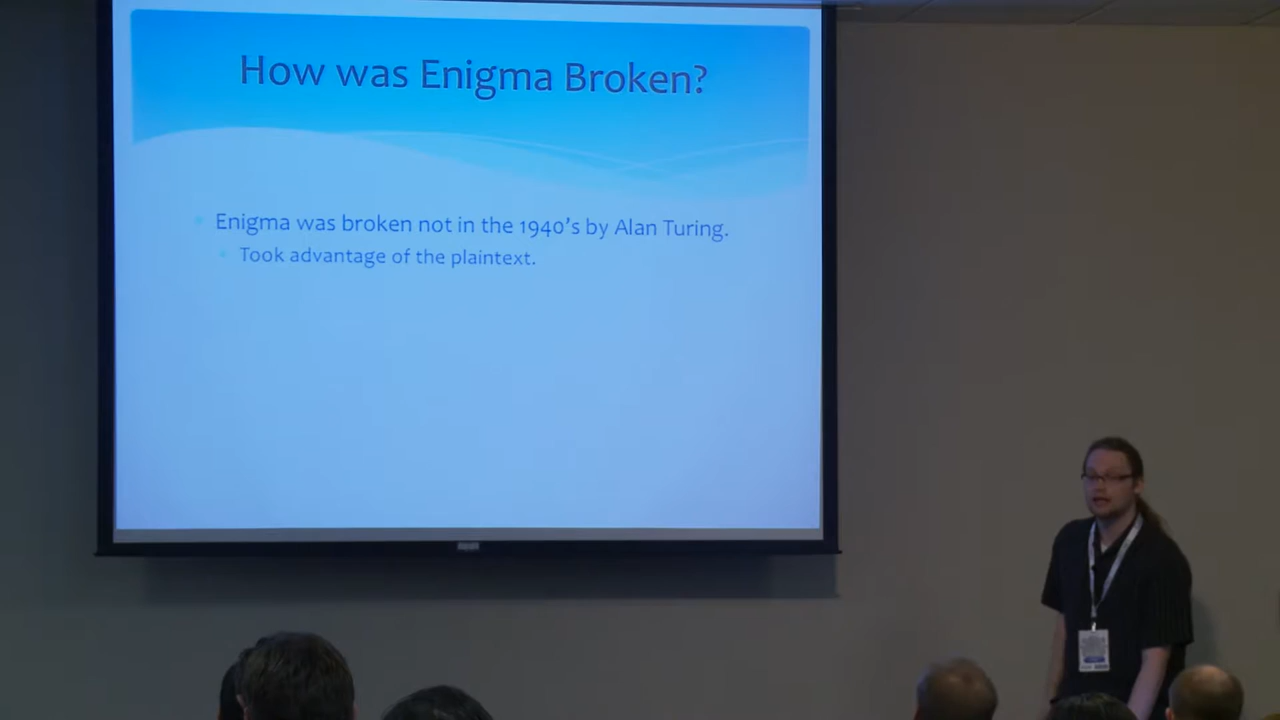 How was Enigma Broken?
Enigma was broken not in the 1940's by Alan Turing.
Took advantage of the plaintext.